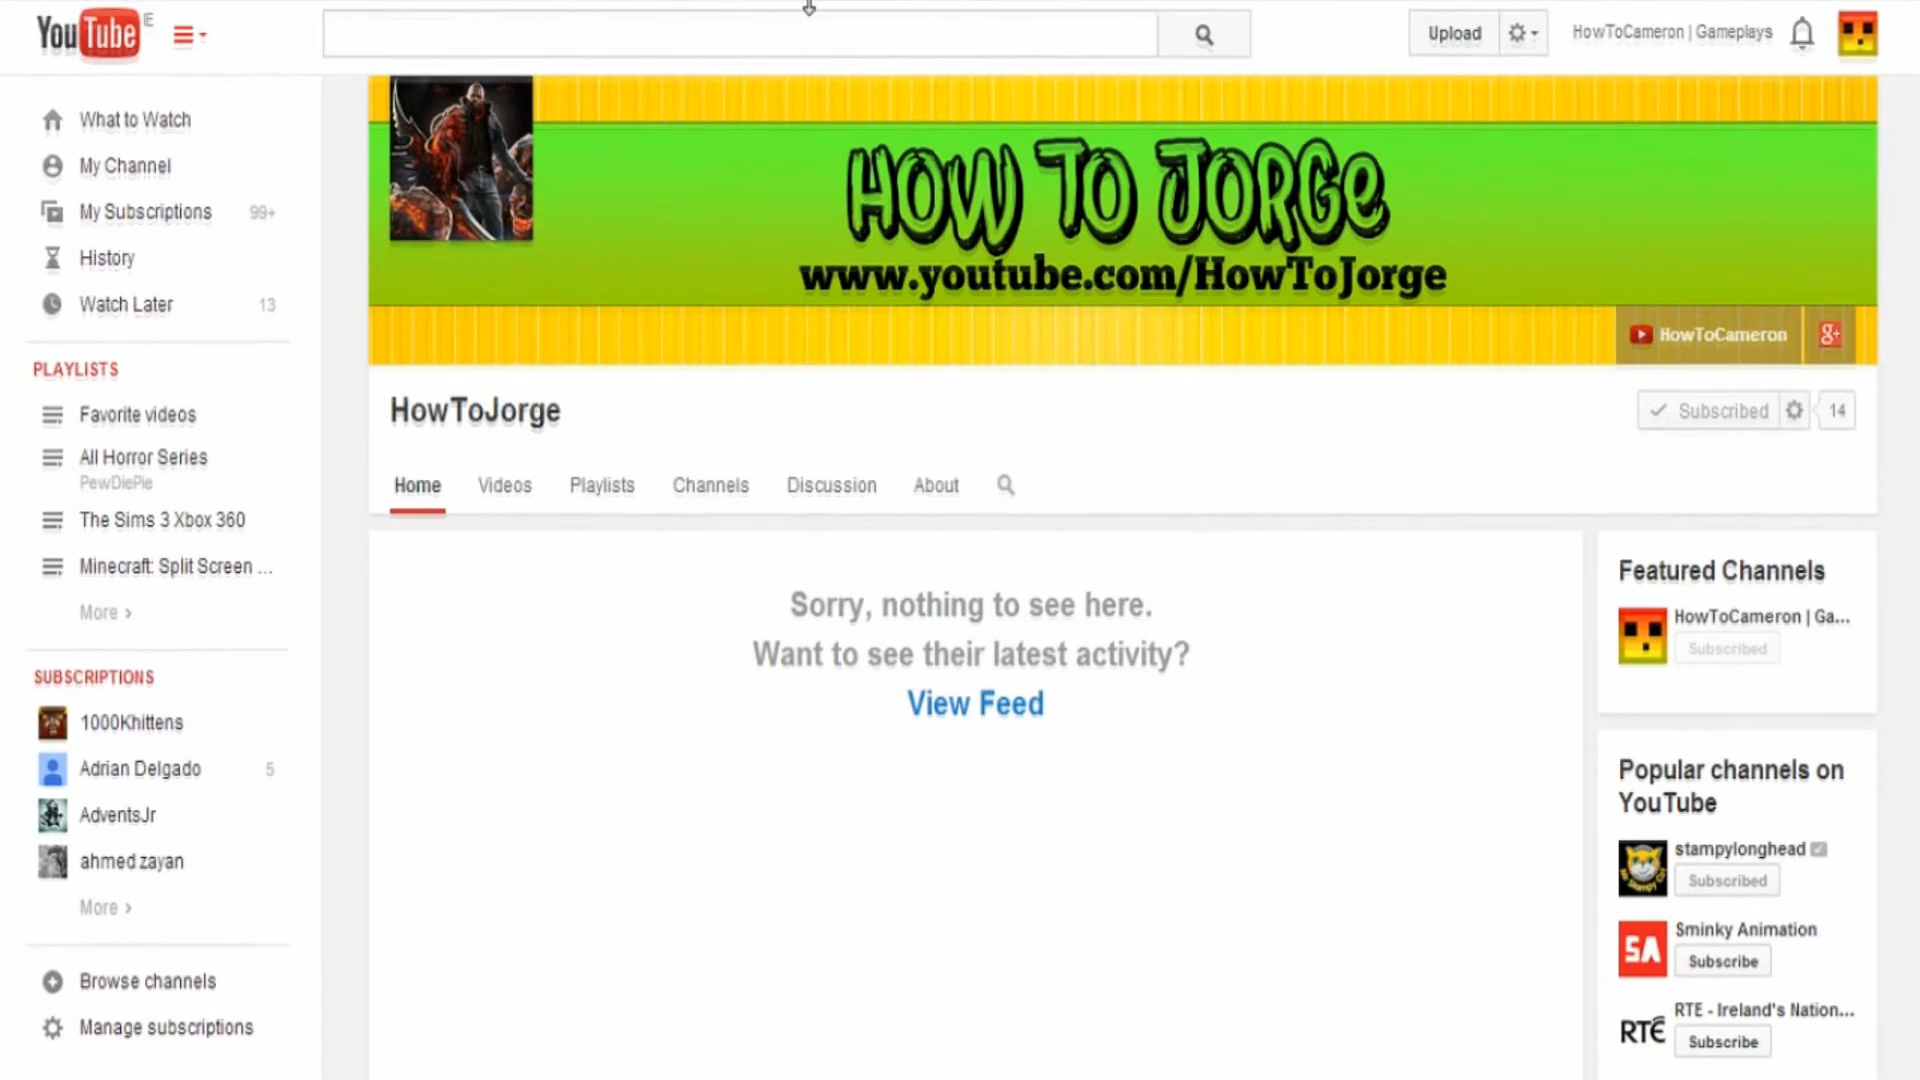 YouTube IE
Upload
HowToCameron | Gameplays
What to Watch
My Channel
My Subscriptions 99+
History
Watch Later 13
PLAYLISTS
Favorite videos
All Horror Series
PewDiePie
The Sims 3 Xbox 360
Minecraft: Split Screen ...
More ›
SUBSCRIPTIONS
1000Khittens
Adrian Delgado 5
AdventsJr
ahmed zayan
More ›
Browse channels
Manage subscriptions
HOW TO JORGe
www.youtube.com/HowToJorge
HowToCameron
g+
HowToJorge
Subscribed 14
Home Videos Playlists Channels Discussion About
Sorry, nothing to see here.
Want to see their latest activity?
View Feed
Featured Channels
HowToCameron | Ga...
Subscribed
Popular channels on
YouTube
stampylonghead
Subscribed
SA
Sminky Animation
Subscribe
RTÉ
RTE - Ireland's Nation...
Subscribe